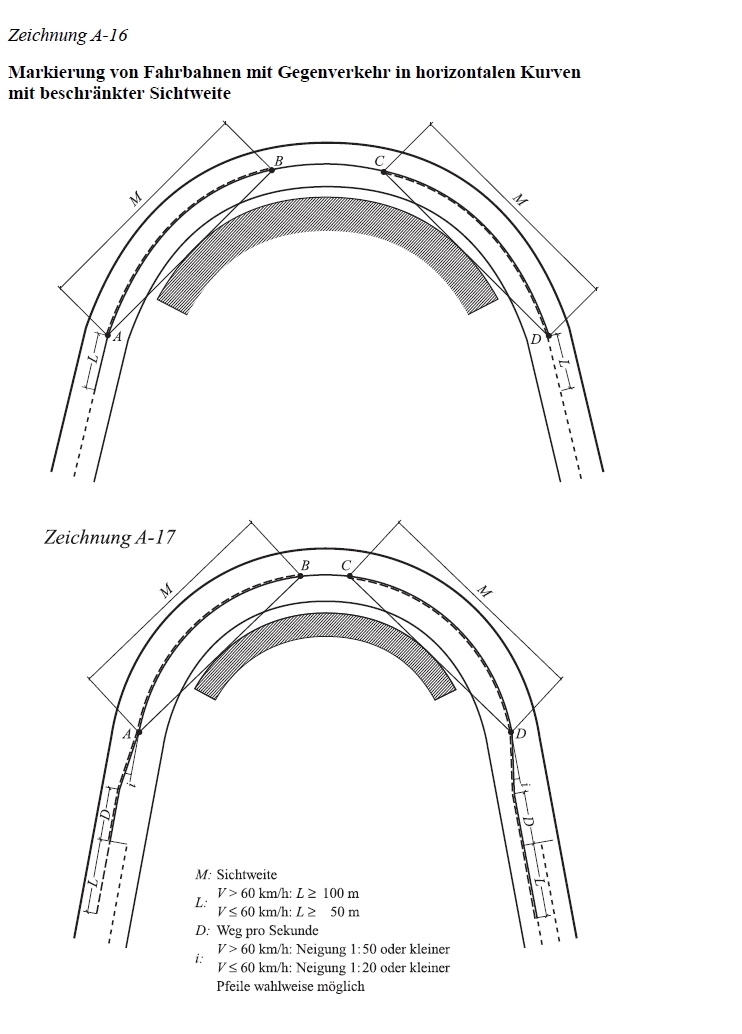 Zeichnung A-16
Markierung von Fahrbahnen mit Gegenverkehr in horizontalen Kurven
mit beschränkter Sichtweite
B
C
M
M
A
D
L
L
Zeichnung A-17
B
C
M
M
A
D
i
i
D
D
L
L
M: Sichtweite
L:
V > 60 km/h: L ≥ 100 m
V ≤ 60 km/h: L ≥ 50 m
D: Weg pro Sekunde
i:
V > 60 km/h: Neigung 1:50 oder kleiner
V ≤ 60 km/h: Neigung 1:20 oder kleiner
Pfeile wahlweise möglich